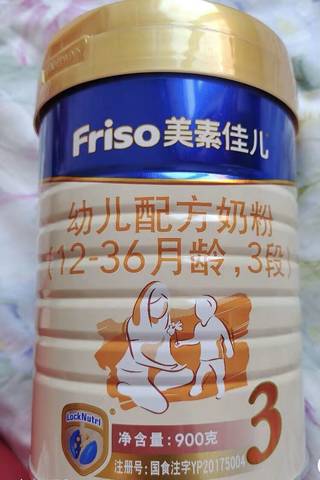 Friso美素佳儿
幼儿配方奶粉
(12-36月龄,3段)
LockNutri
净含量:900克
3
注册号:国食注字YP20175004